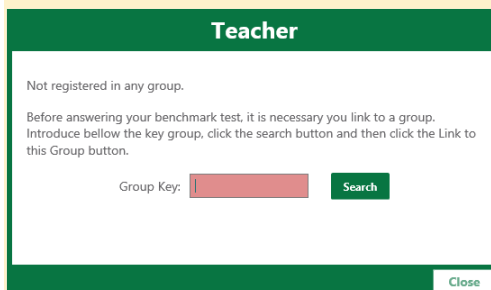 Teacher
Not registered in any group.
Before answering your benchmark test, it is necessary you link to a group.
Introduce bellow the key group, click the search button and then click the Link to
this Group button.
Group Key: Search
Close